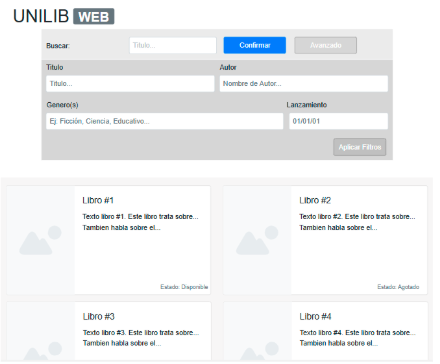 UNILIB WEB
Buscar: Titulo... Confirmar Avanzado
Titulo Autor
Titulo... Nombre de Autor...
Genero(s) Lanzamiento
Ej. Ficción, Ciencia, Educativo... 01/01/01
Aplicar Filtros
Libro #1
Texto libro #1. Este libro trata sobre...
Tambien habla sobre el...
Estado: Disponible
Libro #2
Texto libro #2. Este libro trata sobre...
Tambien habla sobre el...
Estado: Agotado
Libro #3
Texto libro #3. Este libro trata sobre...
Tambien habla sobre el...
Libro #4
Texto libro #4. Este libro trata sobre...
Tambien habla sobre el...